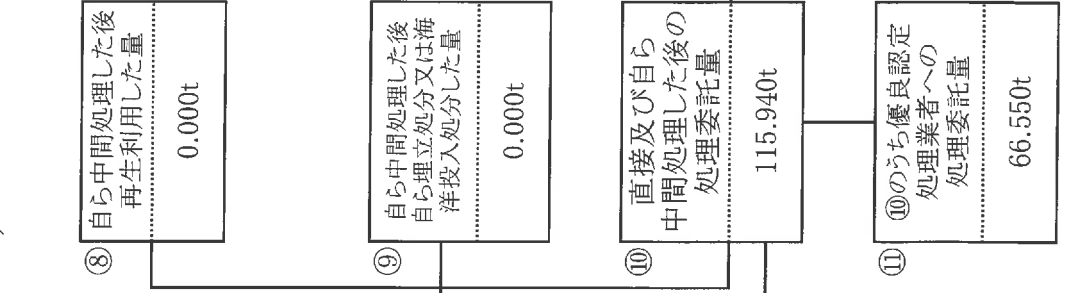 ⑧
自ら中間処理した後
再生利用した量
0.000t
⑨
自ら中間処理した後
自ら埋立処分又は海
洋投入処分した量
0.000t
⑩
直接及び自ら
中間処理した後の
処理委託量
115.940t
⑪
⑩のうち優良認定
処理業者への
処理委託量
66.550t